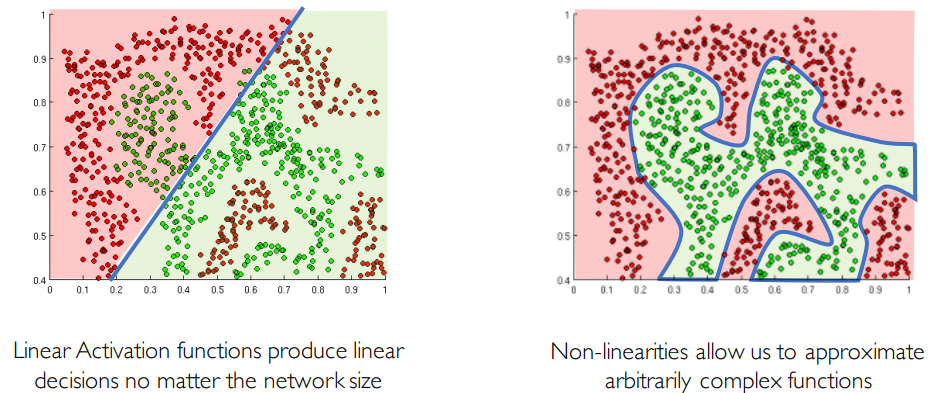 1
0.9
0.8
0.7
0.6
0.5
0.4
0 0.1 0.2 0.3 0.4 0.5 0.6 0.7 0.8 0.9 1
1
0.9
0.8
0.7
0.6
0.5
0.4
0 0.1 0.2 0.3 0.4 0.5 0.6 0.7 0.8 0.9 1
Linear Activation functions produce linear
decisions no matter the network size
Non-linearities allow us to approximate
arbitrarily complex functions